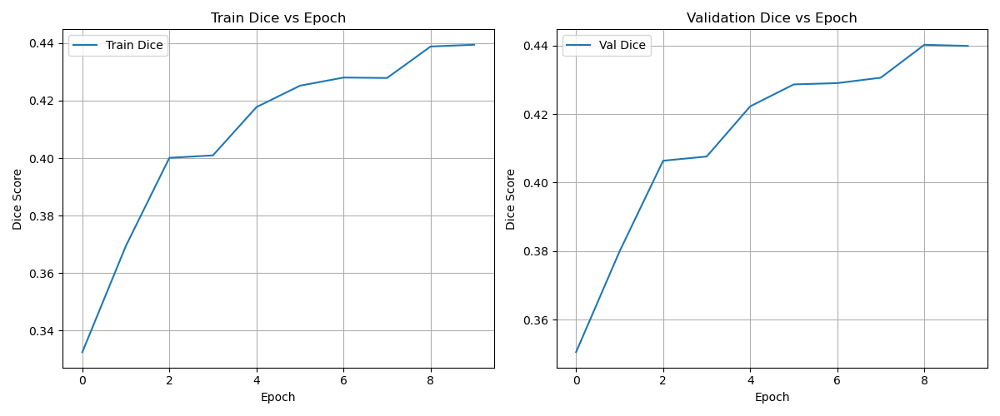 Train Dice vs Epoch
Train Dice
0.44
0.42
0.40
0.38
0.36
0.34
Dice Score
0 2 4 6 8
Epoch
Validation Dice vs Epoch
Val Dice
0.44
0.42
0.40
0.38
0.36
Dice Score
0 2 4 6 8
Epoch